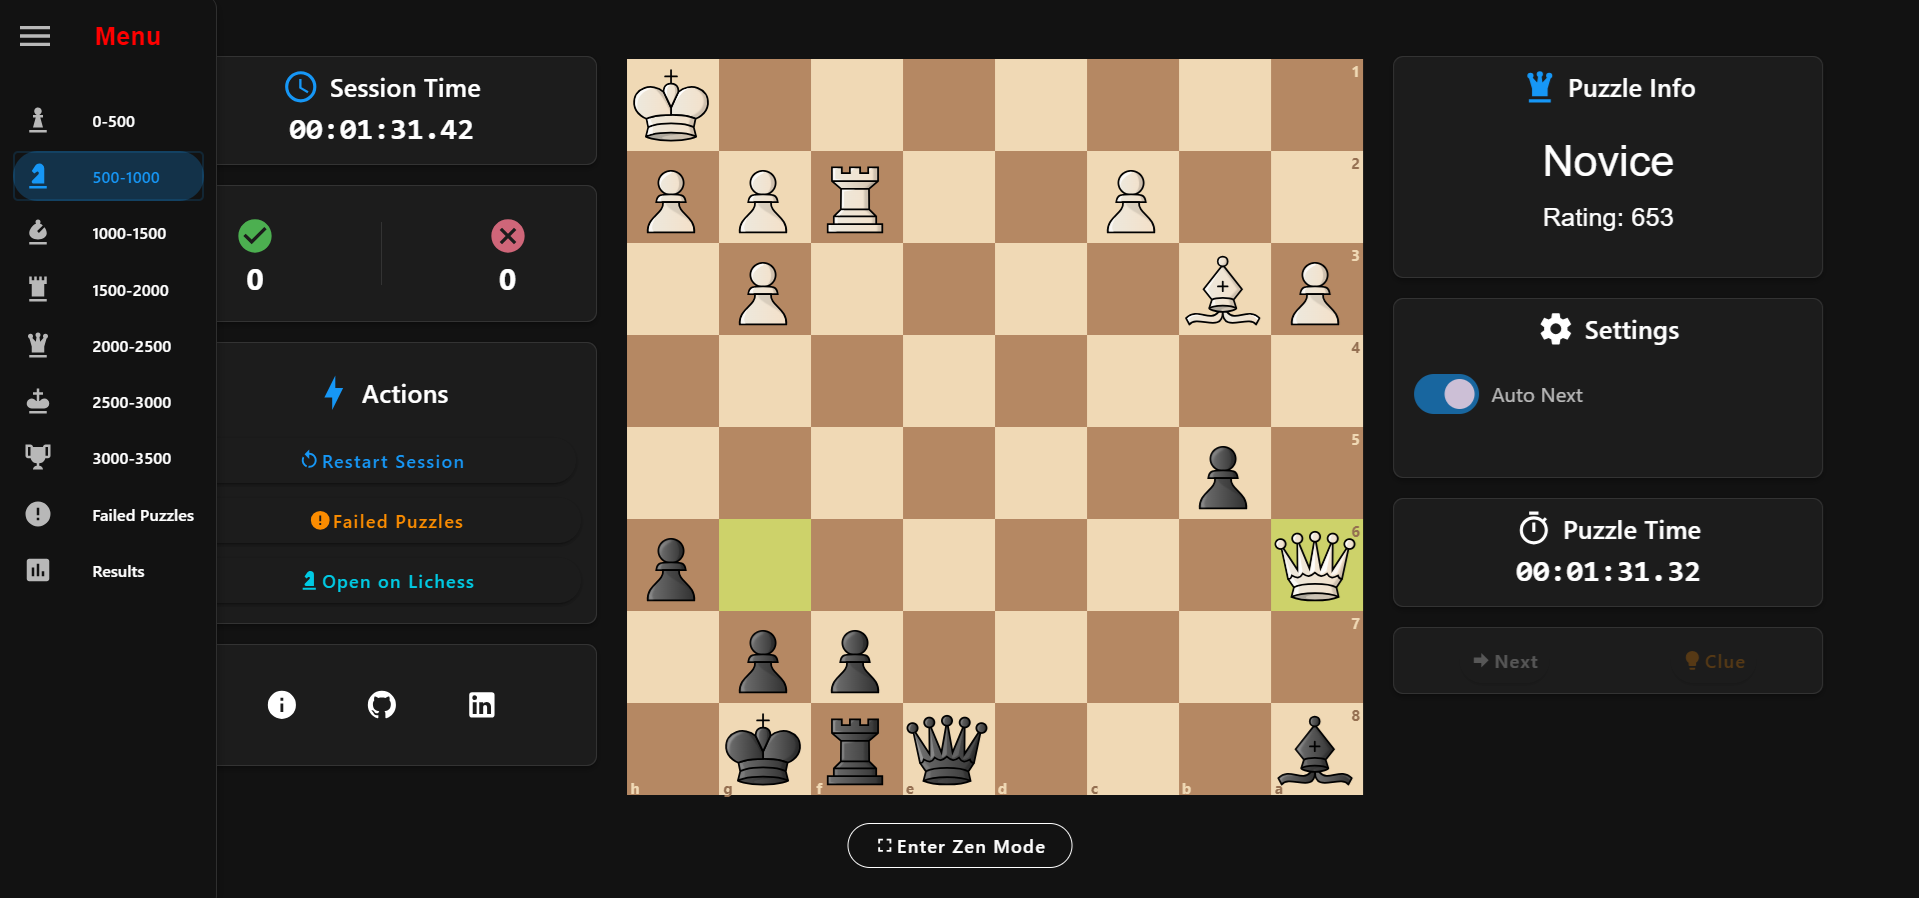 Menu
0-500
500-1000
1000-1500
1500-2000
2000-2500
2500-3000
3000-3500
Failed Puzzles
Results
Session Time
00:01:31.42
0
0
Actions
Restart Session
Failed Puzzles
Open on Lichess
1
2
3
4
5
6
7
8
h
g
f
e
d
c
b
a
Enter Zen Mode
Puzzle Info
Novice
Rating: 653
Settings
Auto Next
Puzzle Time
00:01:31.32
Next
Clue